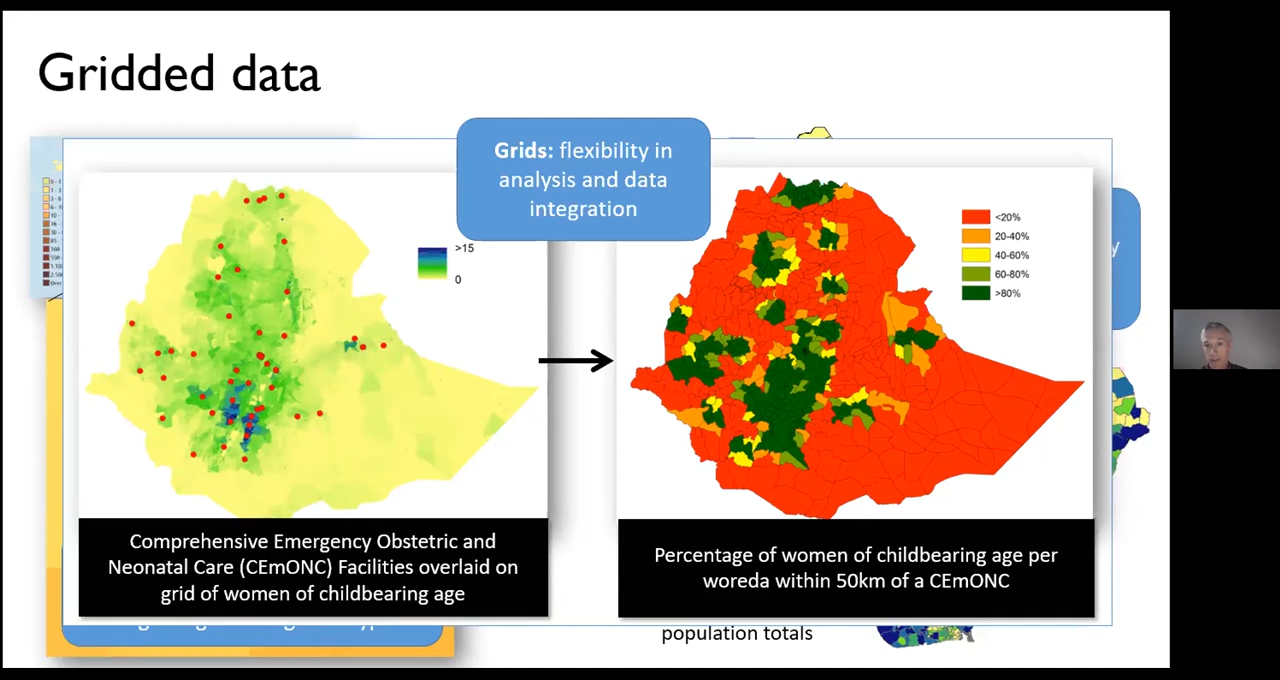 Gridded data
Grids: flexibility in
analysis and data
integration
>15
0
<20%
20-40%
40-60%
60-80%
>80%
Comprehensive Emergency Obstetric and
Neonatal Care (CEmONC) Facilities overlaid on
grid of women of childbearing age
Percentage of women of childbearing age per
woreda within 50km of a CEmONC
population totals